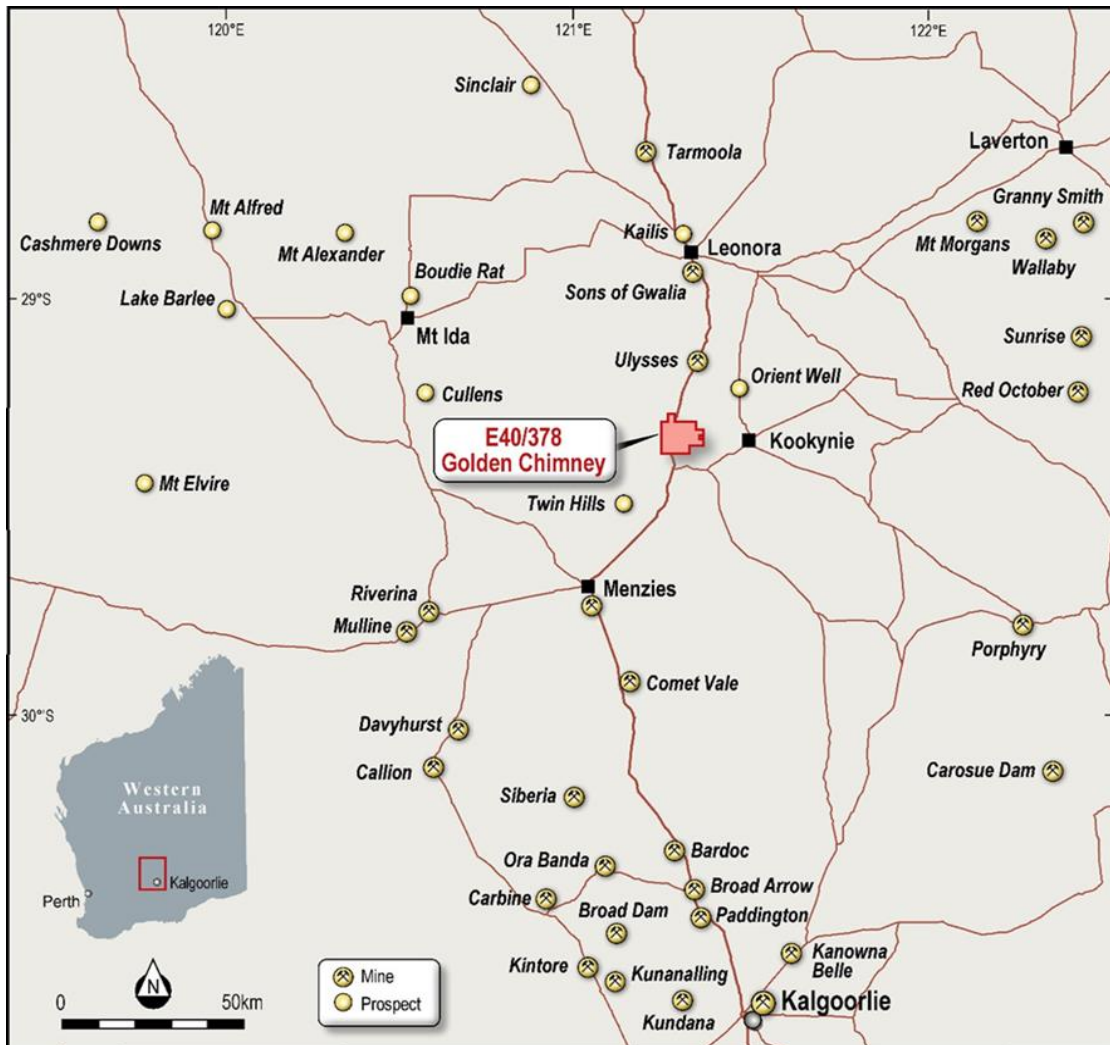 120°E
121°E
122°E
Sinclair
Tarmoola
Laverton
Granny Smith
Mt Alfred
Cashmere Downs
Mt Alexander
Kailis
Leonora
Mt Morgans
Wallaby
Boudie Rat
Sons of Gwalia
29°S
Lake Barlee
Mt Ida
Sunrise
Ulysses
Orient Well
Red October
Cullens
E40/378
Golden Chimney
Kookynie
Mt Elvire
Twin Hills
Menzies
Riverina
Mulline
Porphyry
Comet Vale
30°S
Davyhurst
Callion
Carosue Dam
Siberia
Western
Australia
Bardoc
Ora Banda
Broad Arrow
Carbine
Broad Dam
Paddington
Kalgoorlie
Perth
Kanowna
Belle
Kintore
Kunanalling
Kundana
Kalgoorlie
N
0
50km
Mine
Prospect